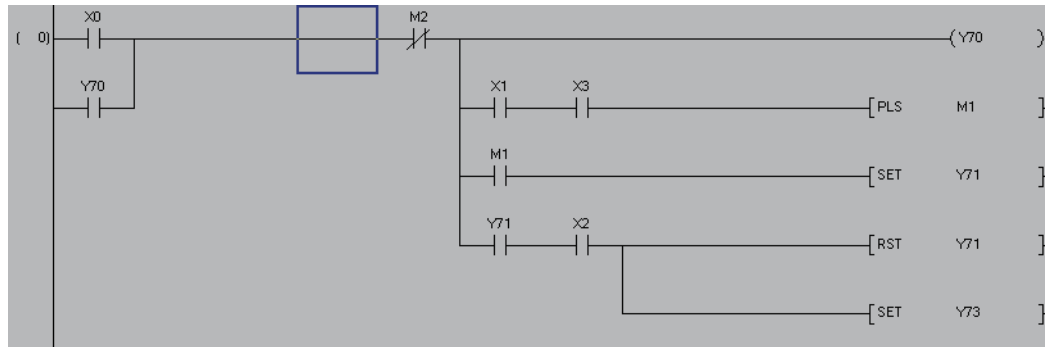 X0 M2
( 0) ( Y70 )
Y70 X1 X3
[ PLS M1 ]
M1
[ SET Y71 ]
Y71 X2
[ RST Y71 ]
[ SET Y73 ]